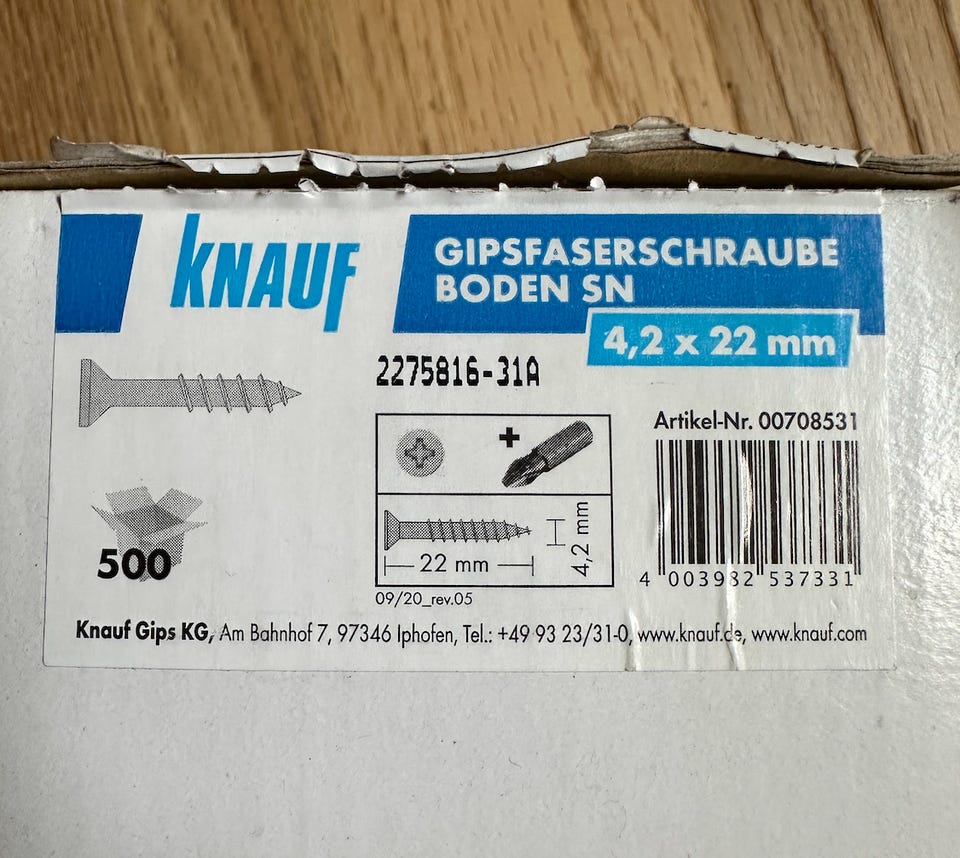 KNAUF
GIPSFASERSCHRAUBE
BODEN SN
4,2 x 22 mm
2275816-31A
Artikel-Nr. 00708531
+
22 mm
4,2 mm
500
4 003982 537331
09/20_rev.05
Knauf Gips KG, Am Bahnhof 7, 97346 Iphofen, Tel.: +49 93 23/31-0, www.knauf.de, www.knauf.com